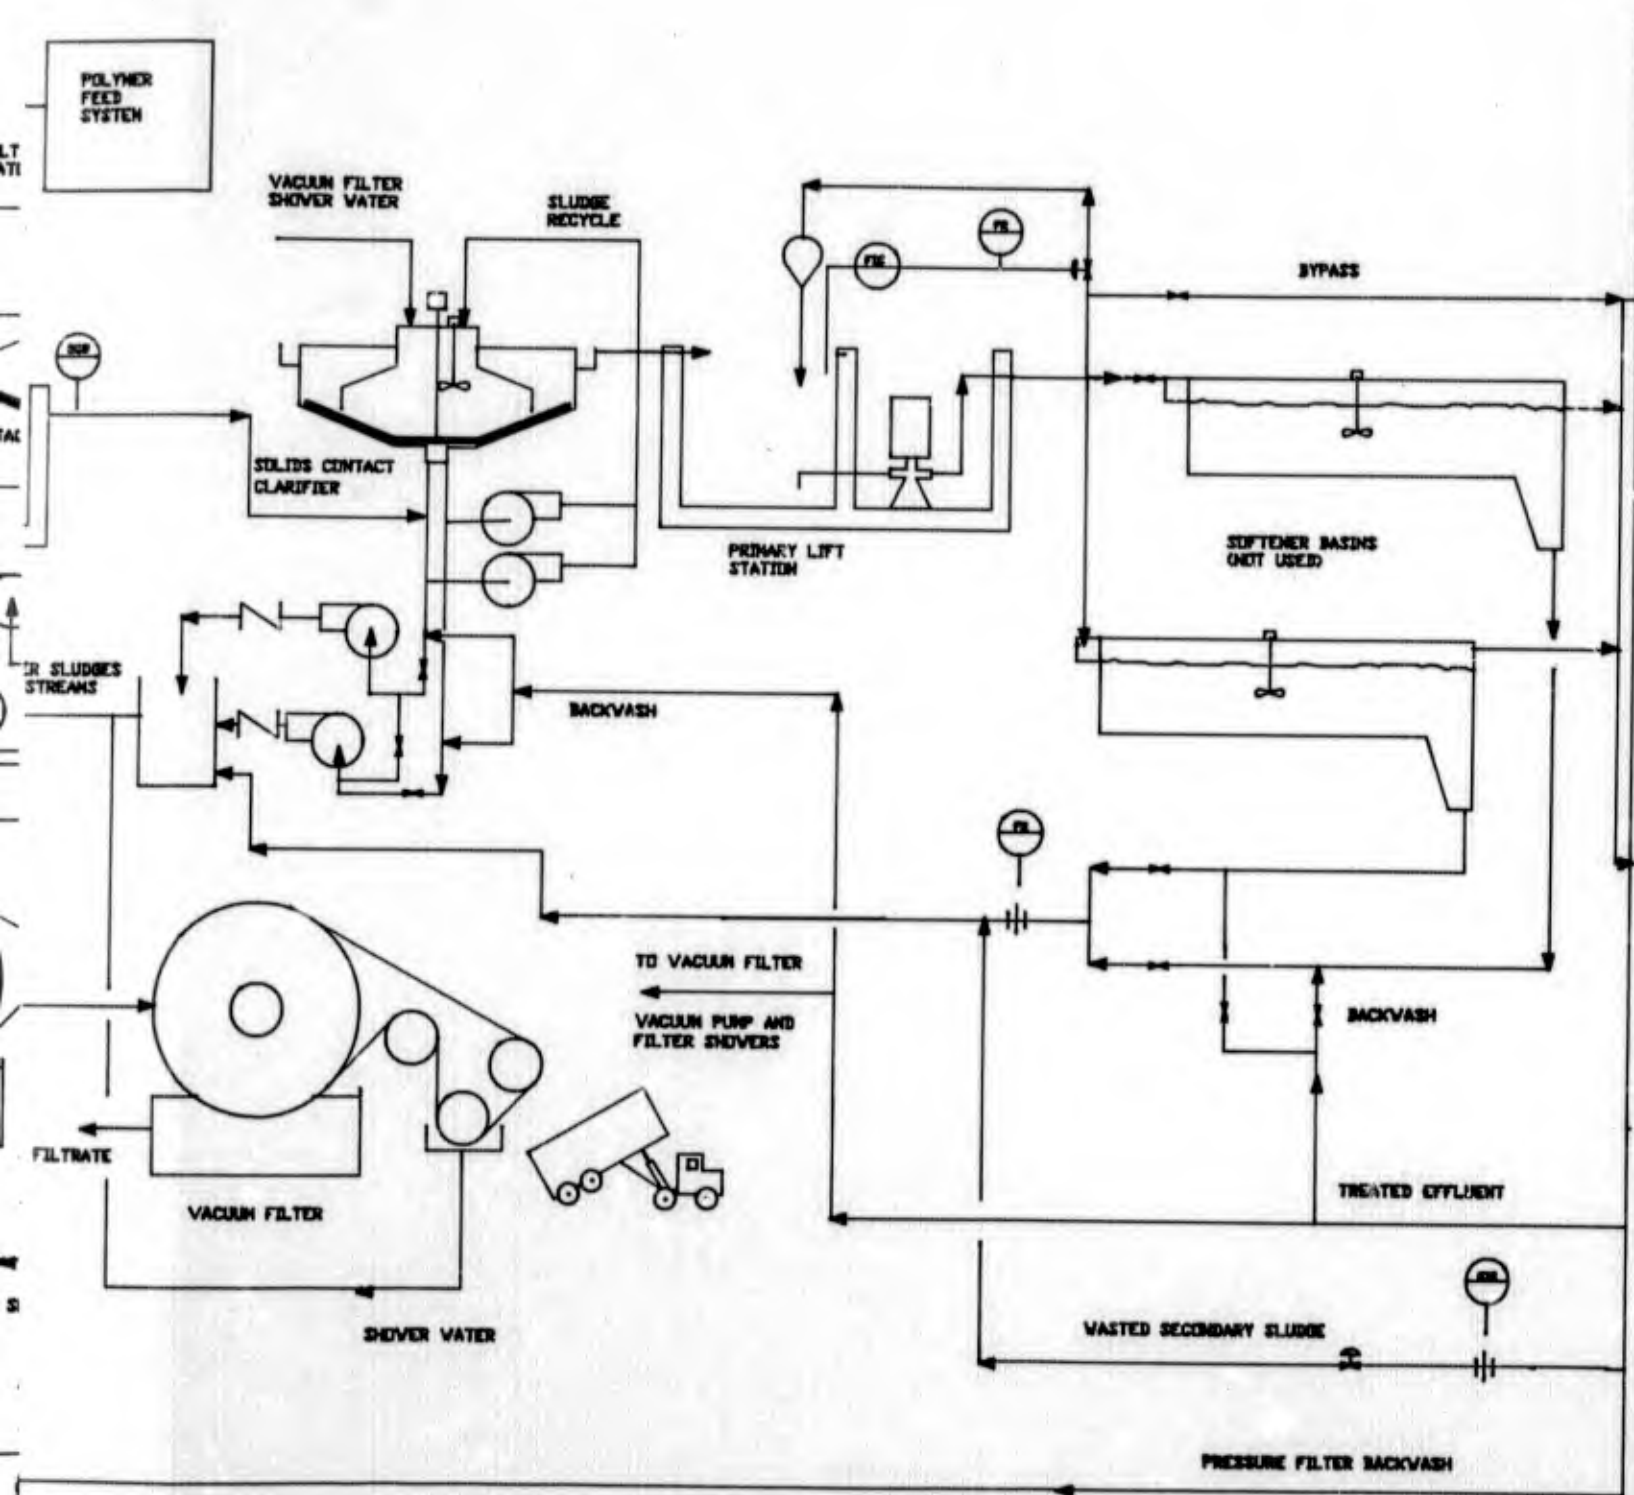 POLYMER
FEED
SYSTEM
VACUUM FILTER
SHOWER WATER
SLUDGE
RECYCLE
BYPASS
SOLIDS CONTACT
CLARIFIER
PRIMARY LIFT
STATION
SOFTENER BASINS
(NOT USED)
SLUDGES
STREAMS
BACKWASH
TO VACUUM FILTER
VACUUM PUMP AND
FILTER SHOWERS
BACKWASH
FILTRATE
VACUUM FILTER
TREATED EFFLUENT
SHOWER WATER
WASTED SECONDARY SLUDGE
PRESSURE FILTER BACKWASH